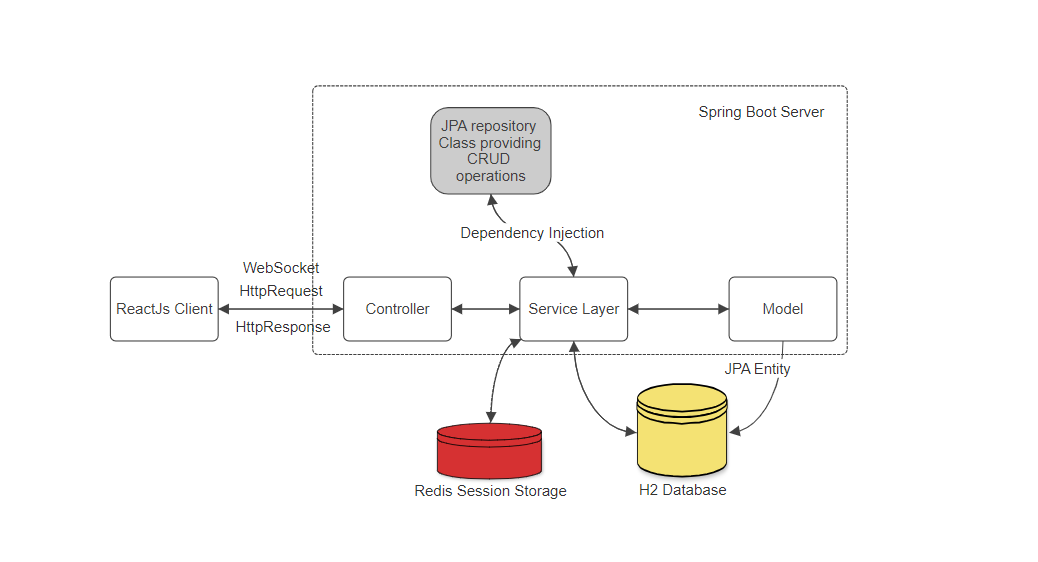 Spring Boot Server
JPA repository
Class providing
CRUD
operations
Dependency Injection
WebSocket
HttpRequest
HttpResponse
ReactJs Client
Controller
Service Layer
Model
JPA Entity
Redis Session Storage
H2 Database